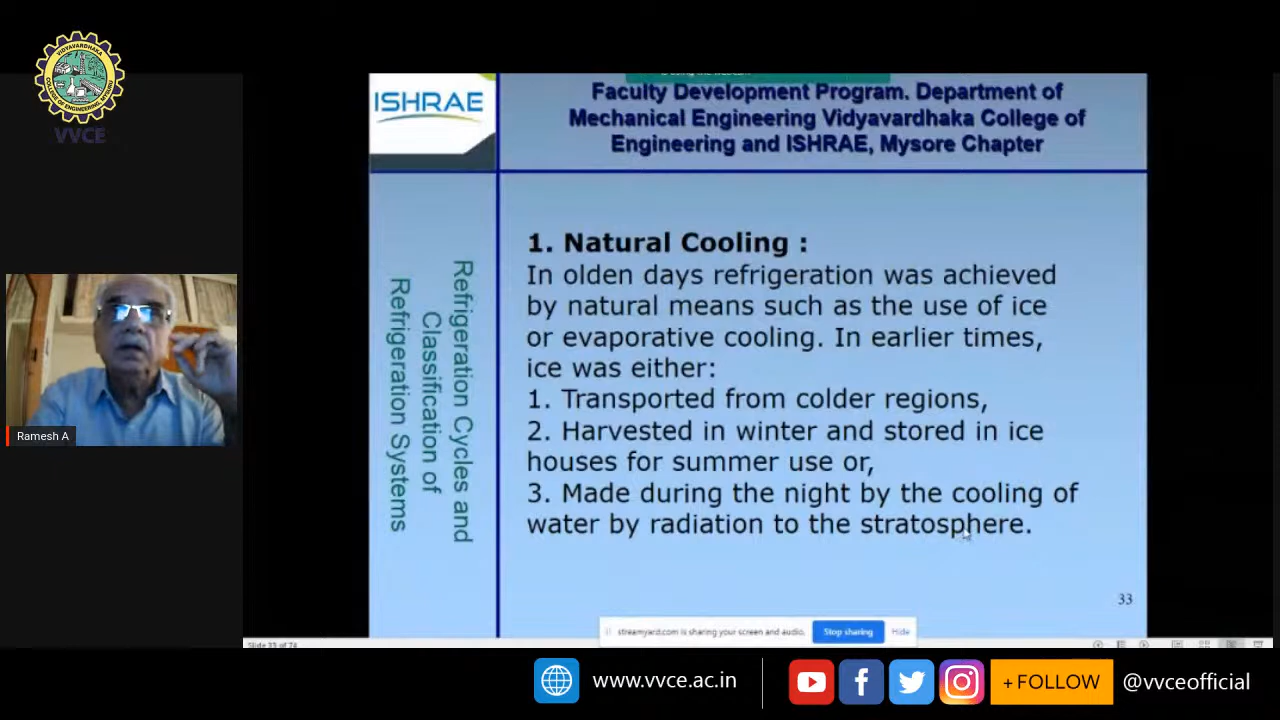 VVCE
ISHRAE
Faculty Development Program. Department of
Mechanical Engineering Vidyavardhaka College of
Engineering and ISHRAE, Mysore Chapter
Refrigeration Cycles and
Classification of
Refrigeration Systems
1. Natural Cooling :
In olden days refrigeration was achieved
by natural means such as the use of ice
or evaporative cooling. In earlier times,
ice was either:
1. Transported from colder regions,
2. Harvested in winter and stored in ice
houses for summer use or,
3. Made during the night by the cooling of
water by radiation to the stratosphere.
33
Ramesh A
streamyard.com is sharing your screen and audio.
Stop sharing
Hide
Slide 33 of 74
www.vvce.ac.in
+ FOLLOW
@vvceofficial